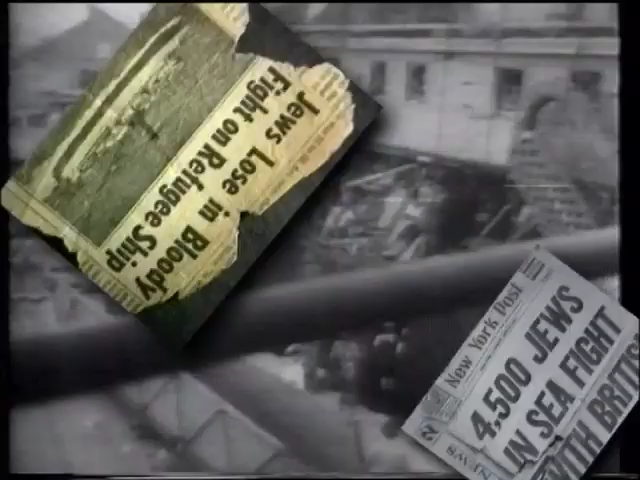 Jews Lose in Bloody
Fight on Refugee Ship
New York Post
4,500 JEWS
IN SEA FIGHT
WITH BRITIS